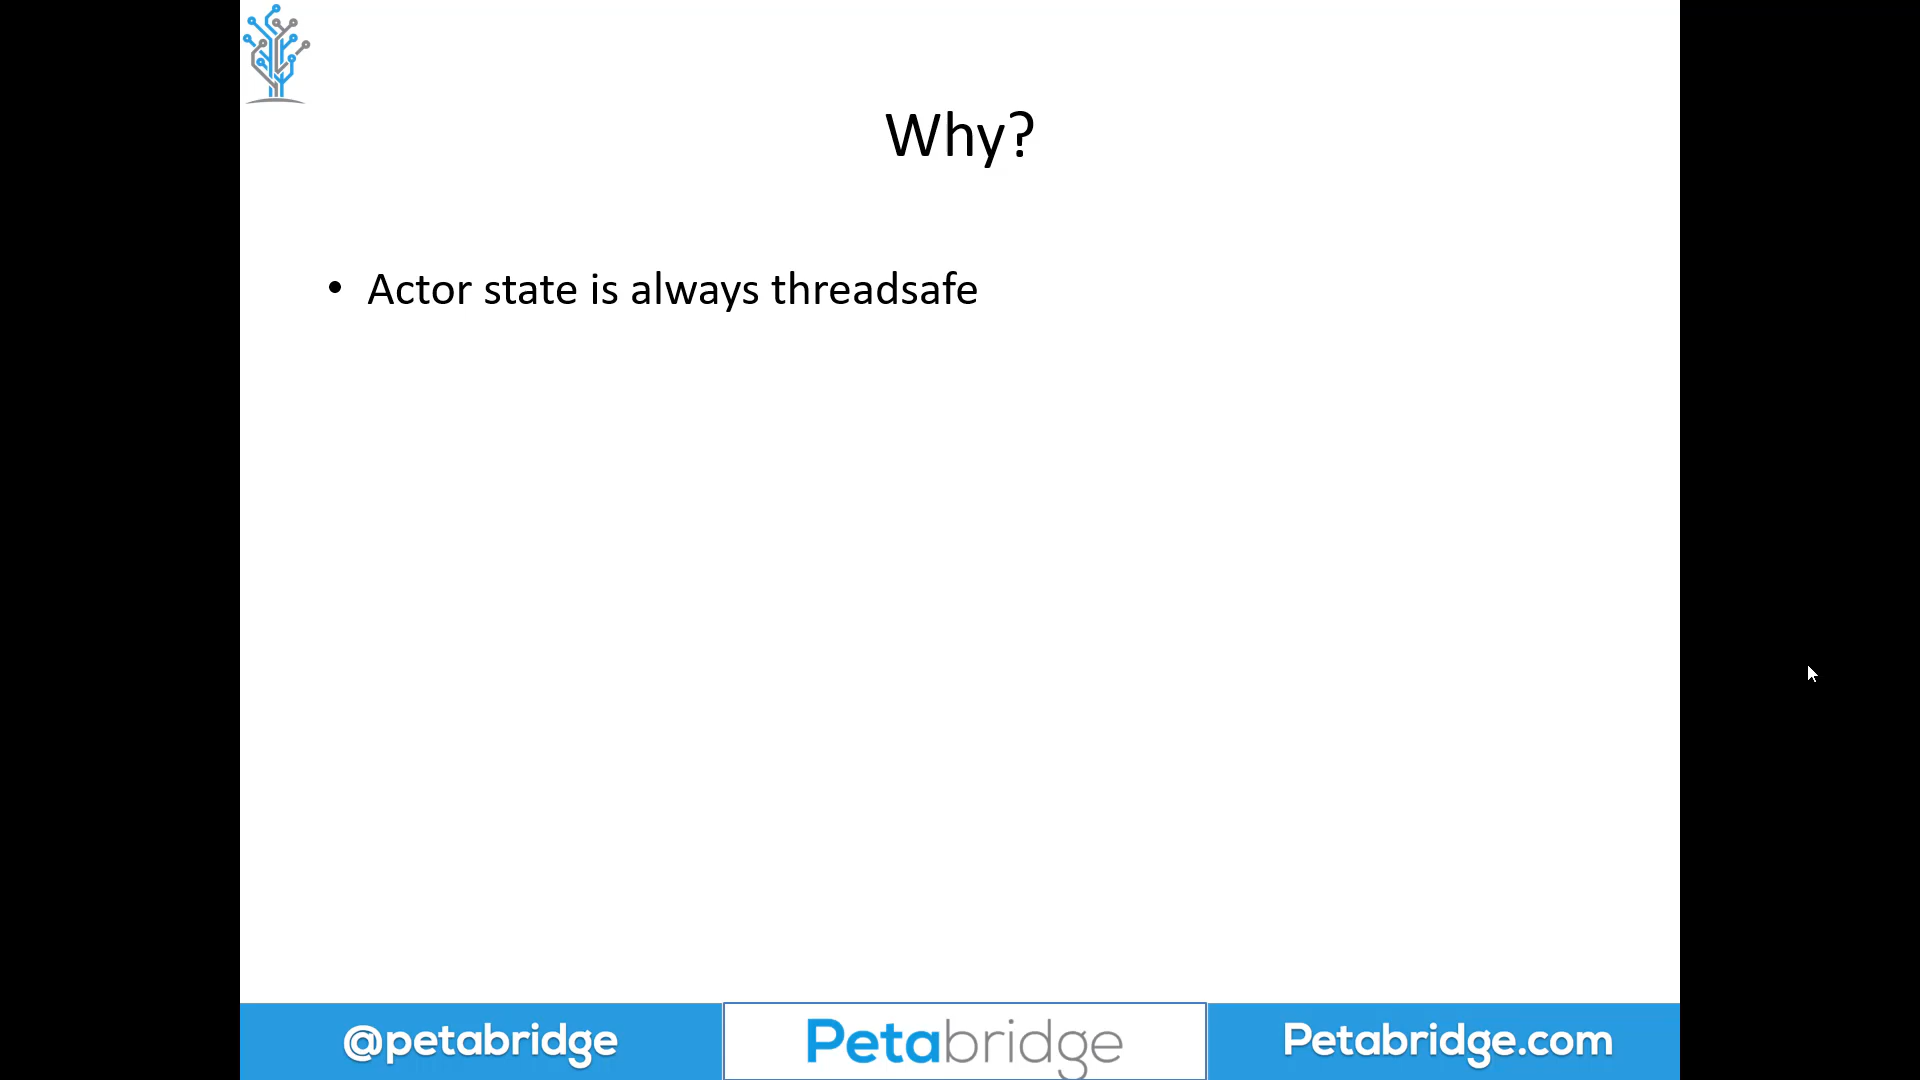 Why?
• Actor state is always threadsafe
@petabridge
Petabridge
Petabridge.com